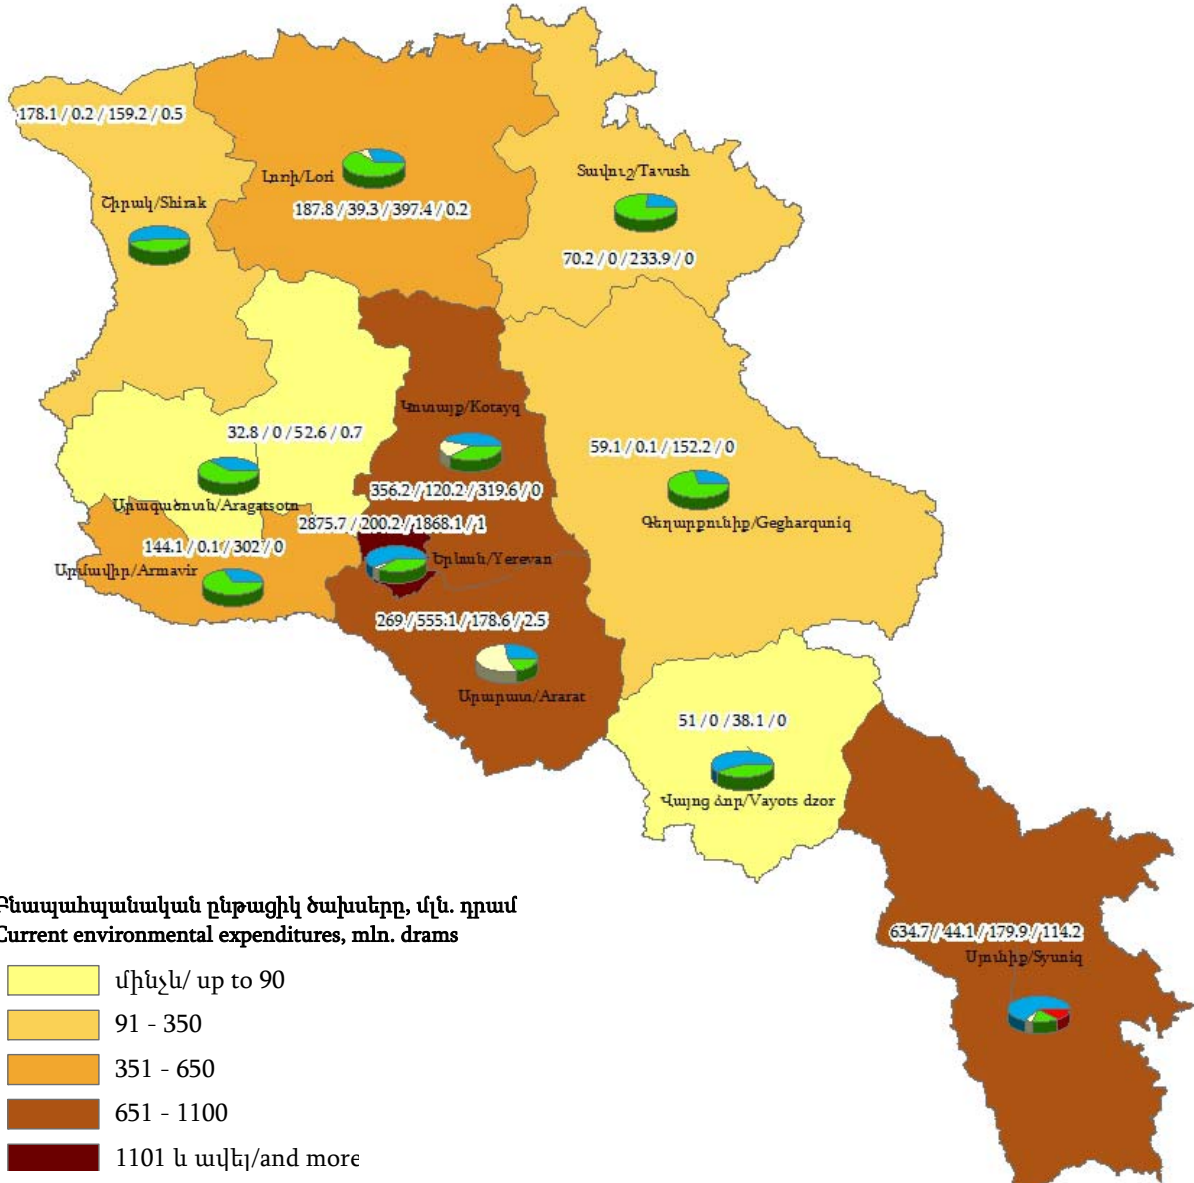 178.1 / 0.2 / 159.2 / 0.5
Շիրակ/Shirak
Լոռի/Lori
187.8 / 39.3 / 397.4 / 0.2
Տավուշ/Tavush
70.2 / 0 / 233.9 / 0
32.8 / 0 / 52.6 / 0.7
Արագածոտն/Aragatsotn
Կոտայք/Kotayq
356.2 / 120.2 / 319.6 / 0
59.1 / 0.1 / 152.2 / 0
Գեղարքունիք/Gegharquniq
2875.7 / 200.2 / 1868.1 / 1
Երևան/Yerevan
144.1 / 0.1 / 302 / 0
Արմավիր/Armavir
269 / 555.1 / 178.6 / 2.5
Արարատ/Ararat
51 / 0 / 38.1 / 0
Վայոց ձոր/Vayots dzor
634.7 / 44.1 / 179.9 / 114.2
Սյունիք/Syuniq
Բնապահպանական ընթացիկ ծախսերը, մլն. դրամ
Current environmental expenditures, mln. drams
մինչև/ up to 90
91 - 350
351 - 650
651 - 1100
1101 և ավել/and more